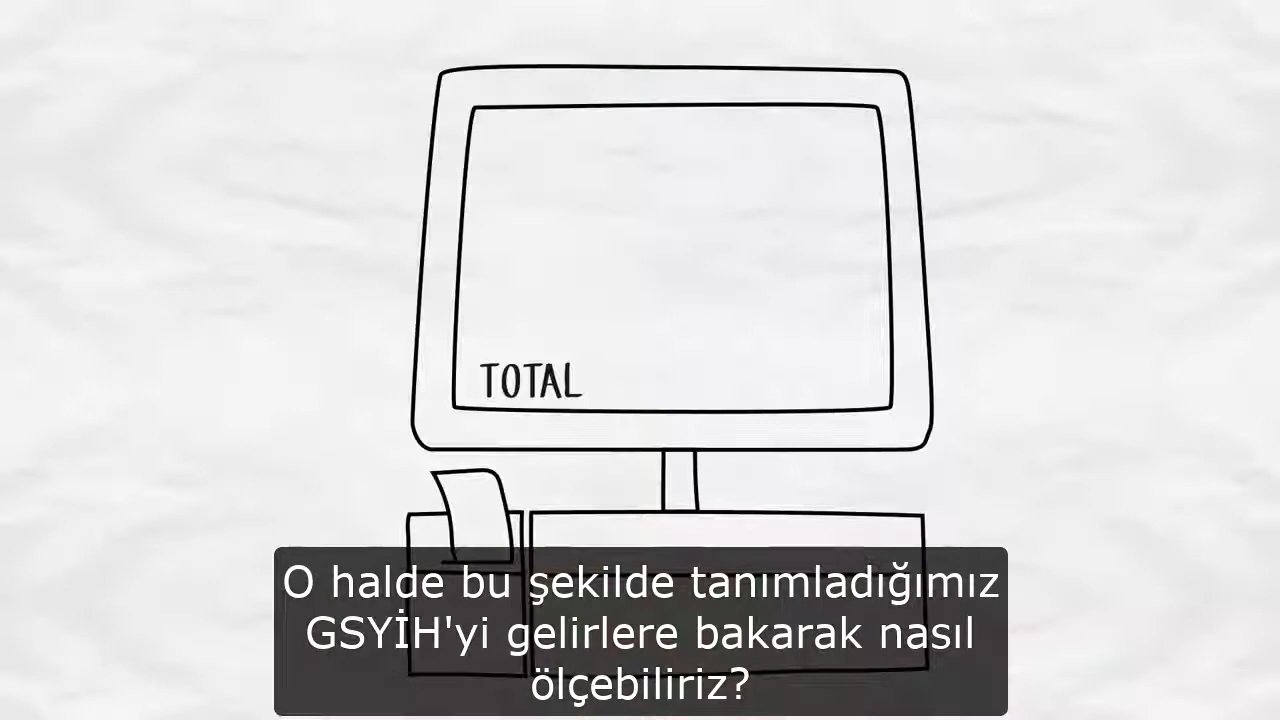 TOTAL
O halde bu şekilde tanımladığımız
GSYİH'yi gelirlere bakarak nasıl
ölçebiliriz?